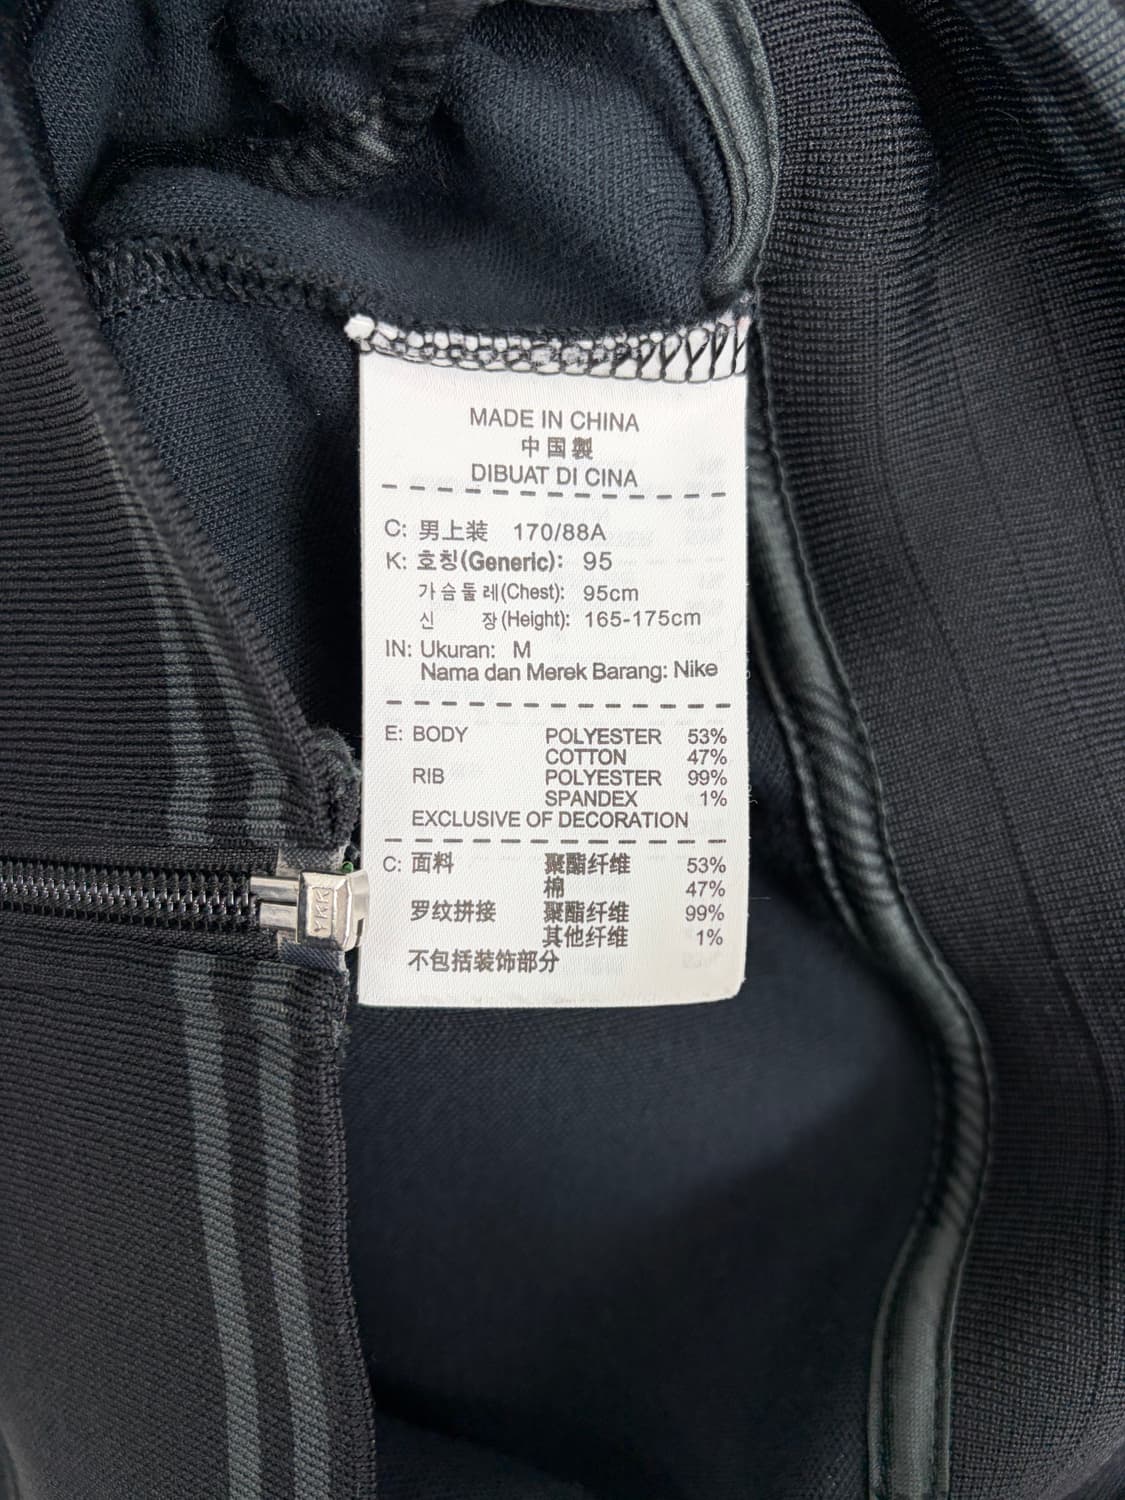 MADE IN CHINA
中国製
DIBUAT DI CINA
C: 男上装 170/88A
K: 호칭(Generic): 95
가슴둘레(Chest): 95cm
신 장(Height): 165-175cm
IN: Ukuran: M
Nama dan Merek Barang: Nike
E: BODY POLYESTER 53%
COTTON 47%
RIB POLYESTER 99%
SPANDEX 1%
EXCLUSIVE OF DECORATION
C: 面料 聚酯纤维 53%
棉 47%
罗纹拼接 聚酯纤维 99%
其他纤维 1%
不包括装饰部分
YKK